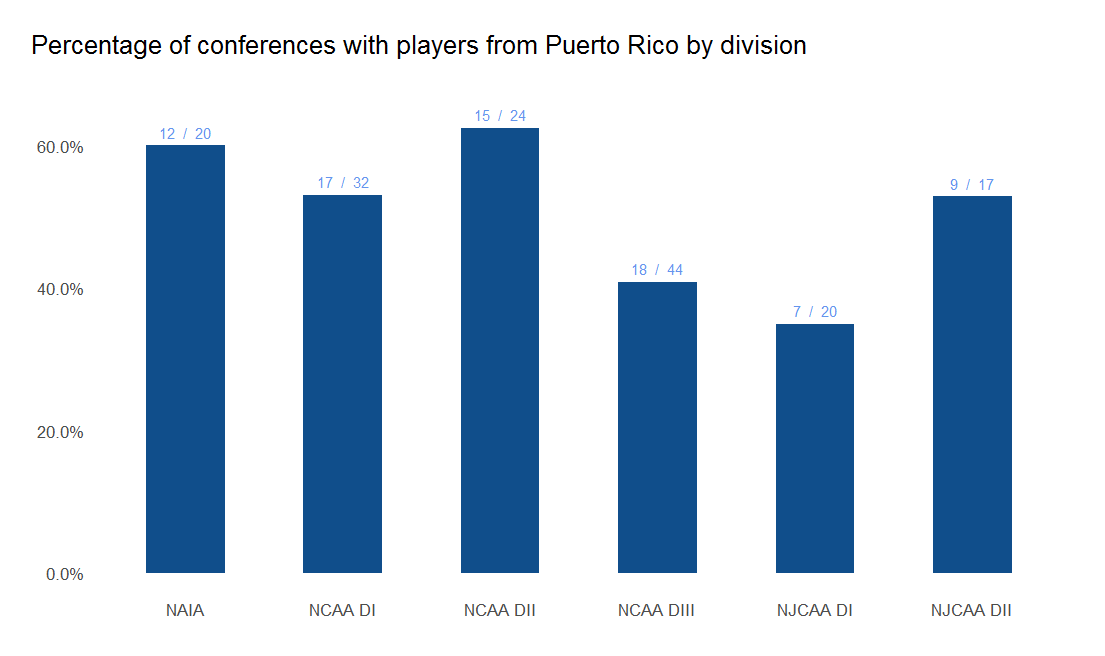 Percentage of conferences with players from Puerto Rico by division
15 / 24
12 / 20
60.0%
17 / 32
9 / 17
18 / 44
40.0%
7 / 20
20.0%
0.0%
NAIA NCAA DI NCAA DII NCAA DIII NJCAA DI NJCAA DII